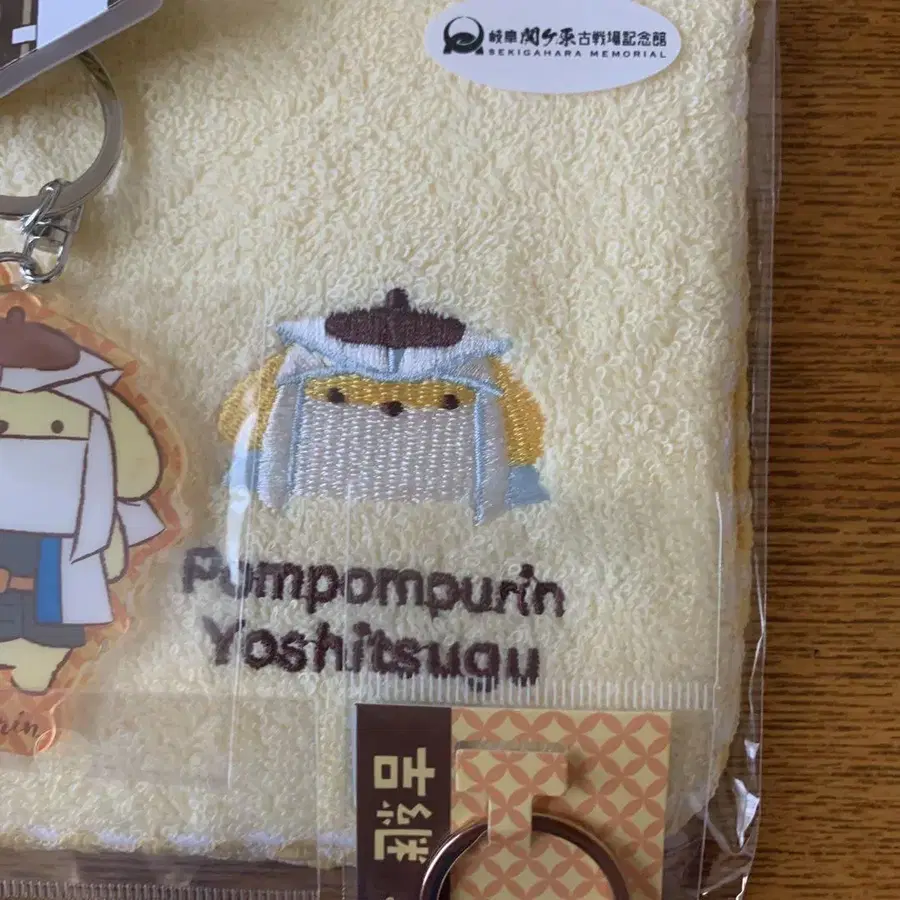 岐阜関ケ原古戦場記念館
SEKIGAHARA MEMORIAL
Pompompurin
Yoshitsugu
吉継